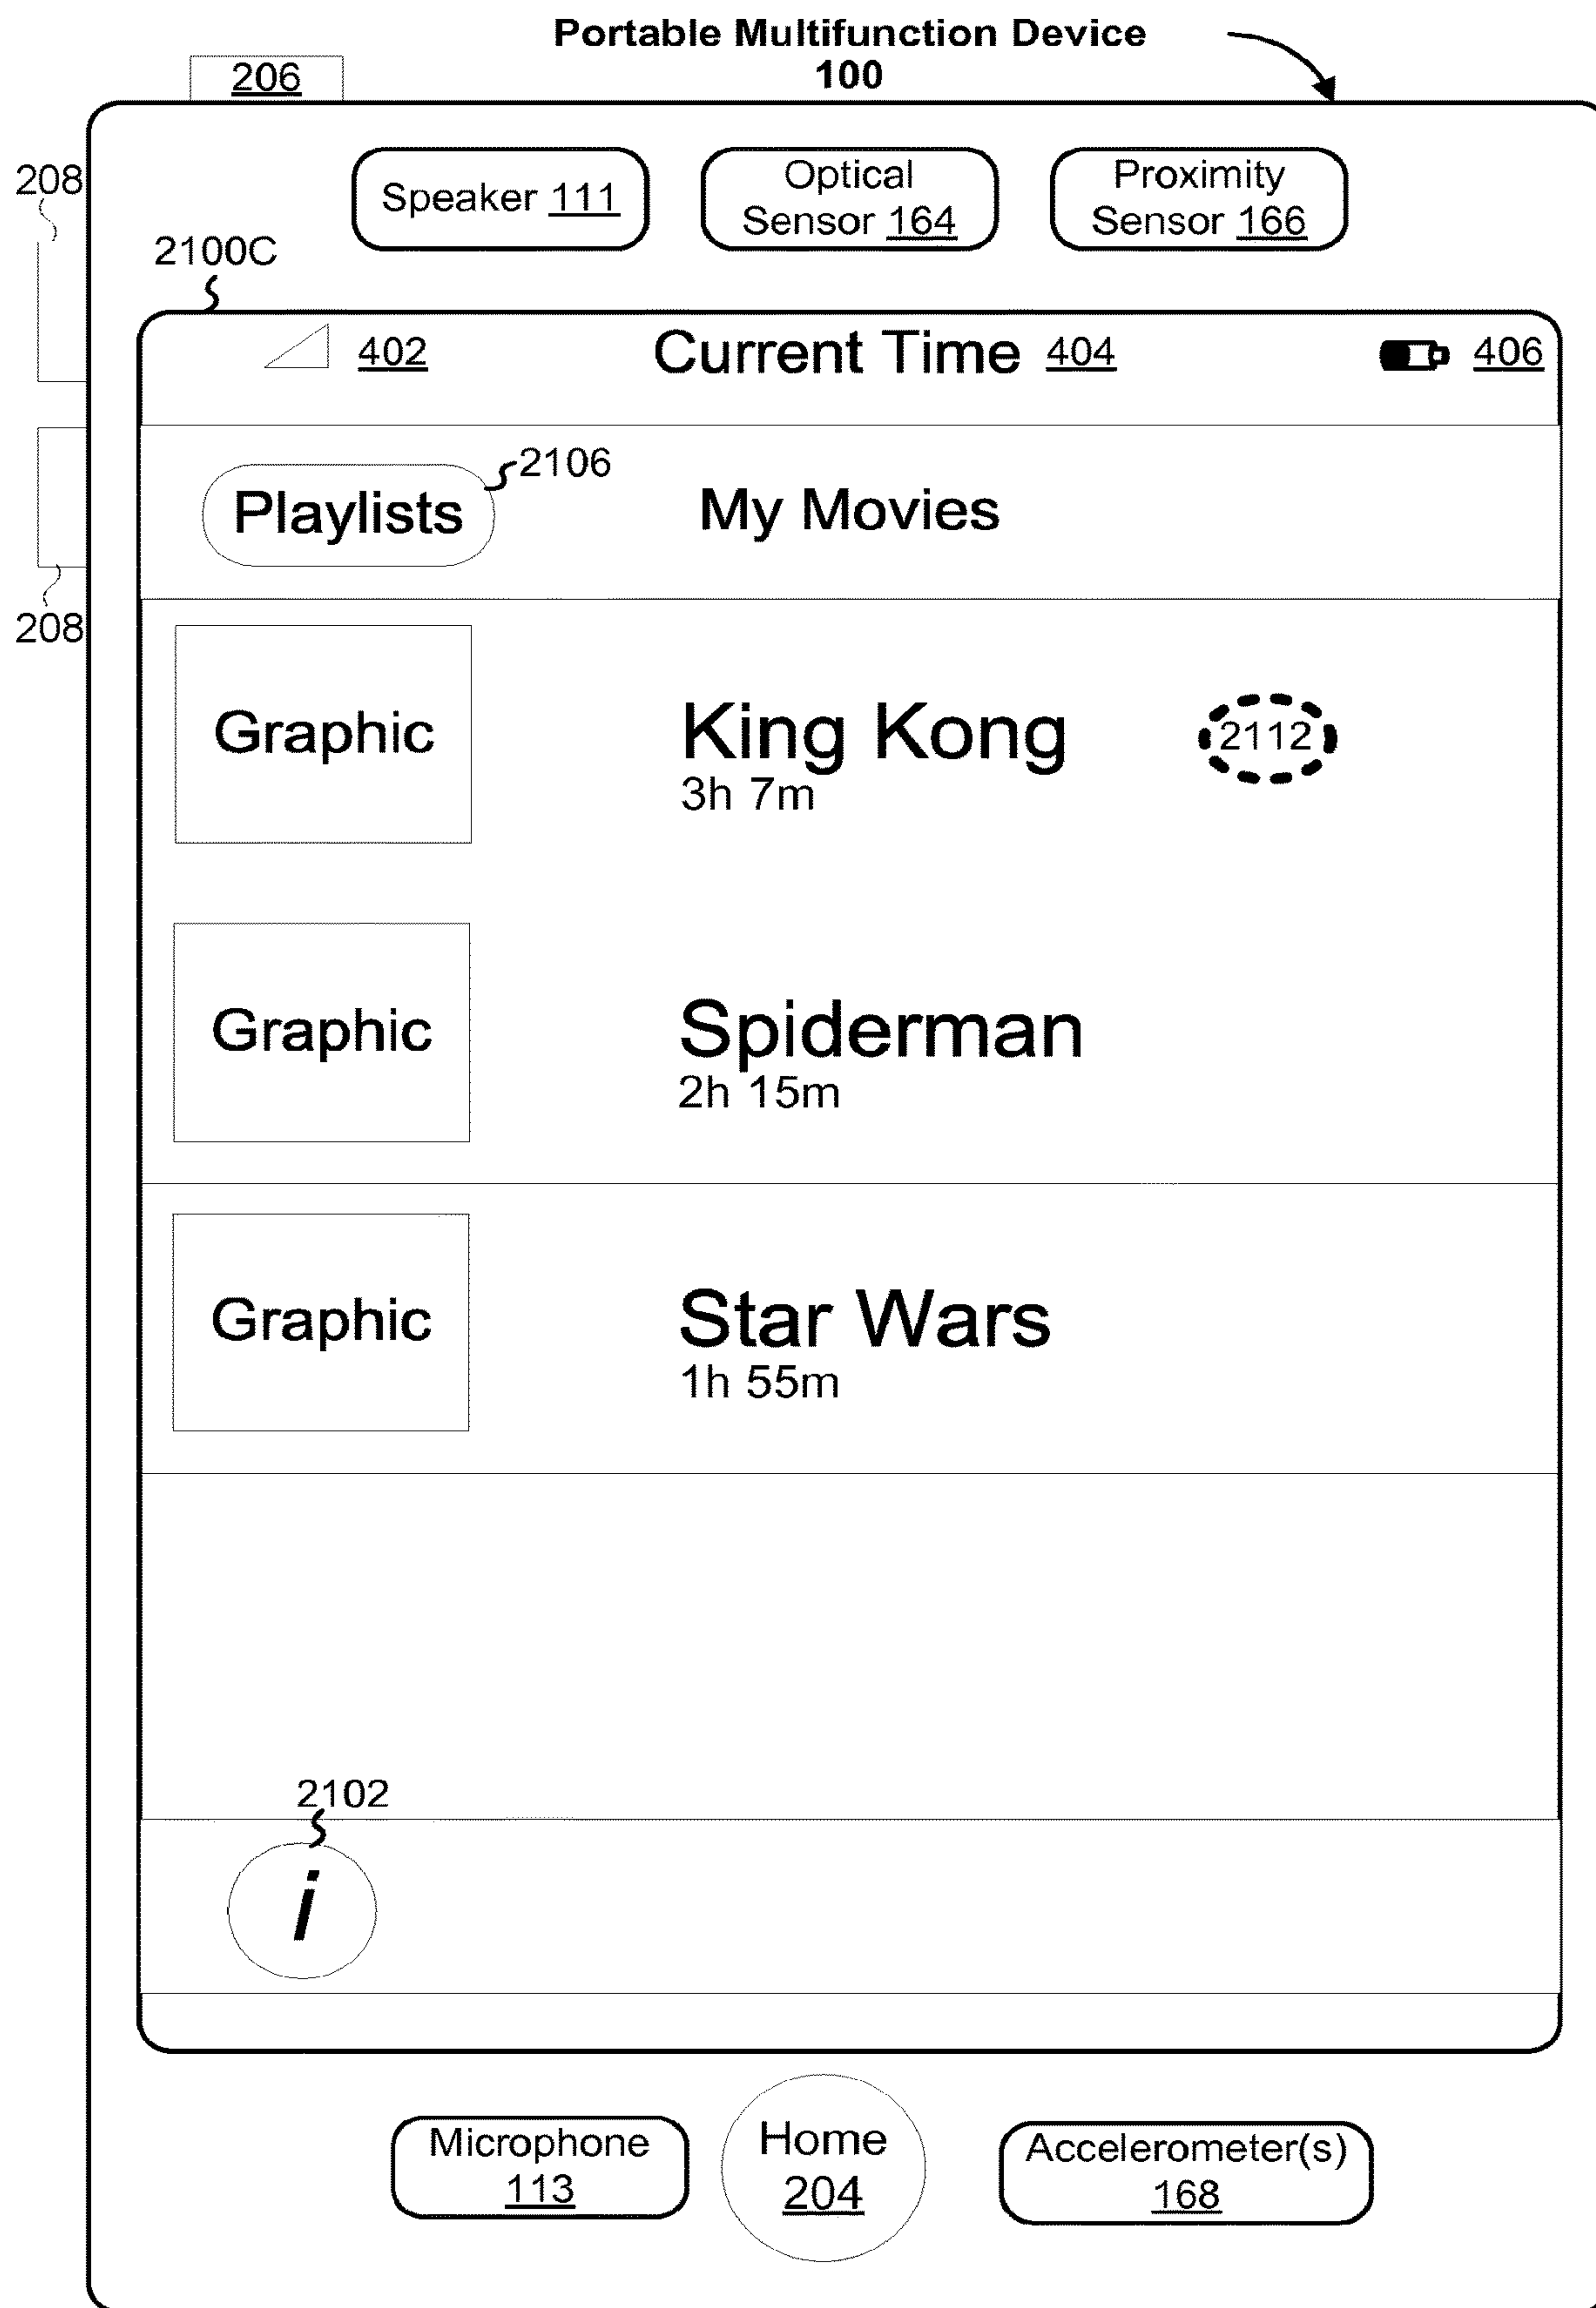 Portable Multifunction Device
100
206
208
Speaker 111
Optical
Sensor 164
Proximity
Sensor 166
2100C
402
Current Time 404
406
Playlists
2106
My Movies
208
Graphic
King Kong
3h 7m
2112
Graphic
Spiderman
2h 15m
Graphic
Star Wars
1h 55m
2102
i
Microphone
113
Home
204
Accelerometer(s)
168